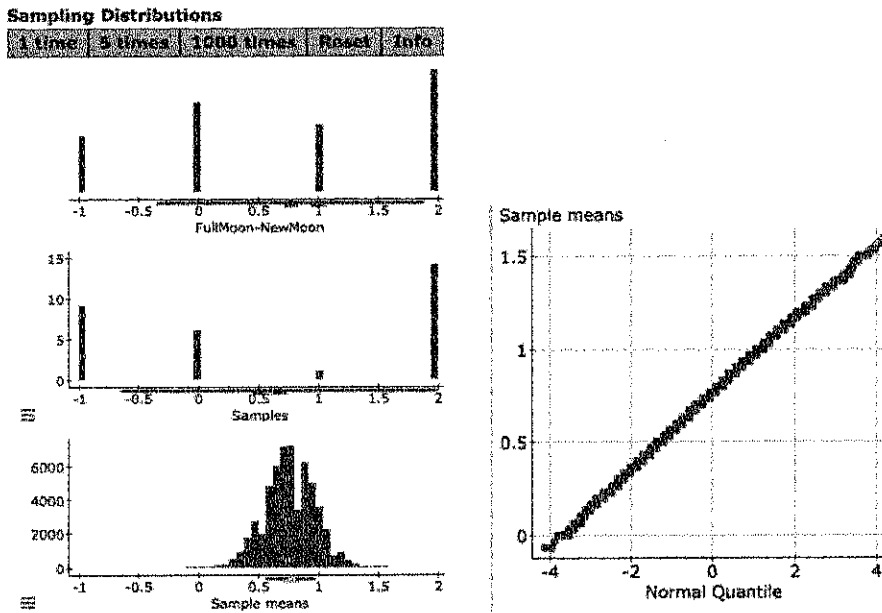 Sampling Distributions
1 time 5 times 1000 times Reset Info
-1 -0.5 0 0.5 1 1.5 2
FullMoon-NewMoon
15
10
5
0
-1 -0.5 0 0.5 1 1.5 2
Samples
6000
4000
2000
0
-1 -0.5 0 0.5 1 1.5 2
Sample means
Sample means
1.5
1
0.5
0
-4 -2 0 2 4
Normal Quantile